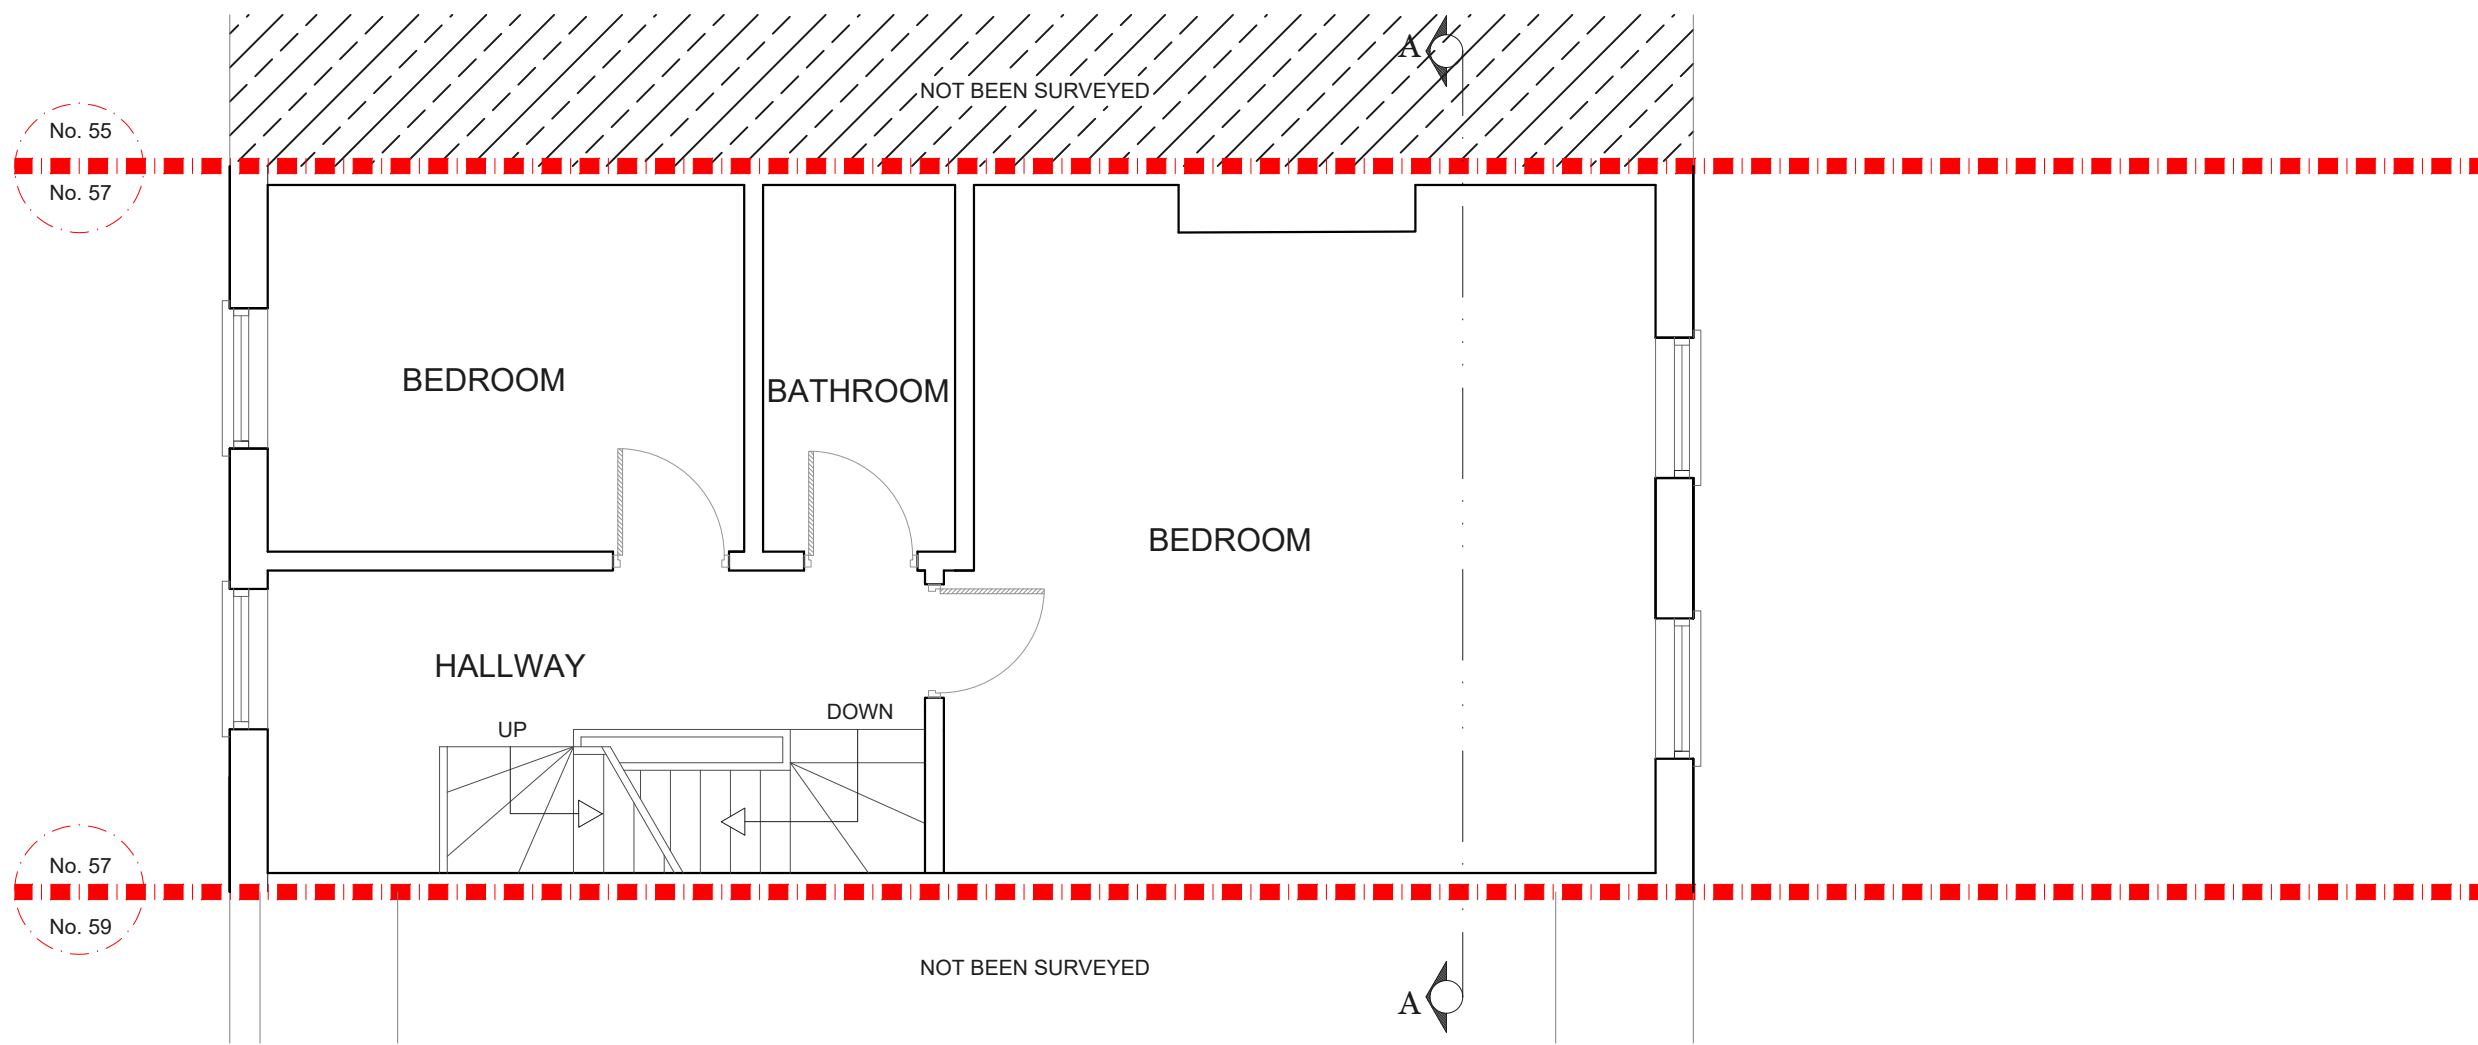 A
NOT BEEN SURVEYED
No. 55
No. 57
BEDROOM
BATHROOM
BEDROOM
HALLWAY
UP
DOWN
No. 57
No. 59
NOT BEEN SURVEYED
A